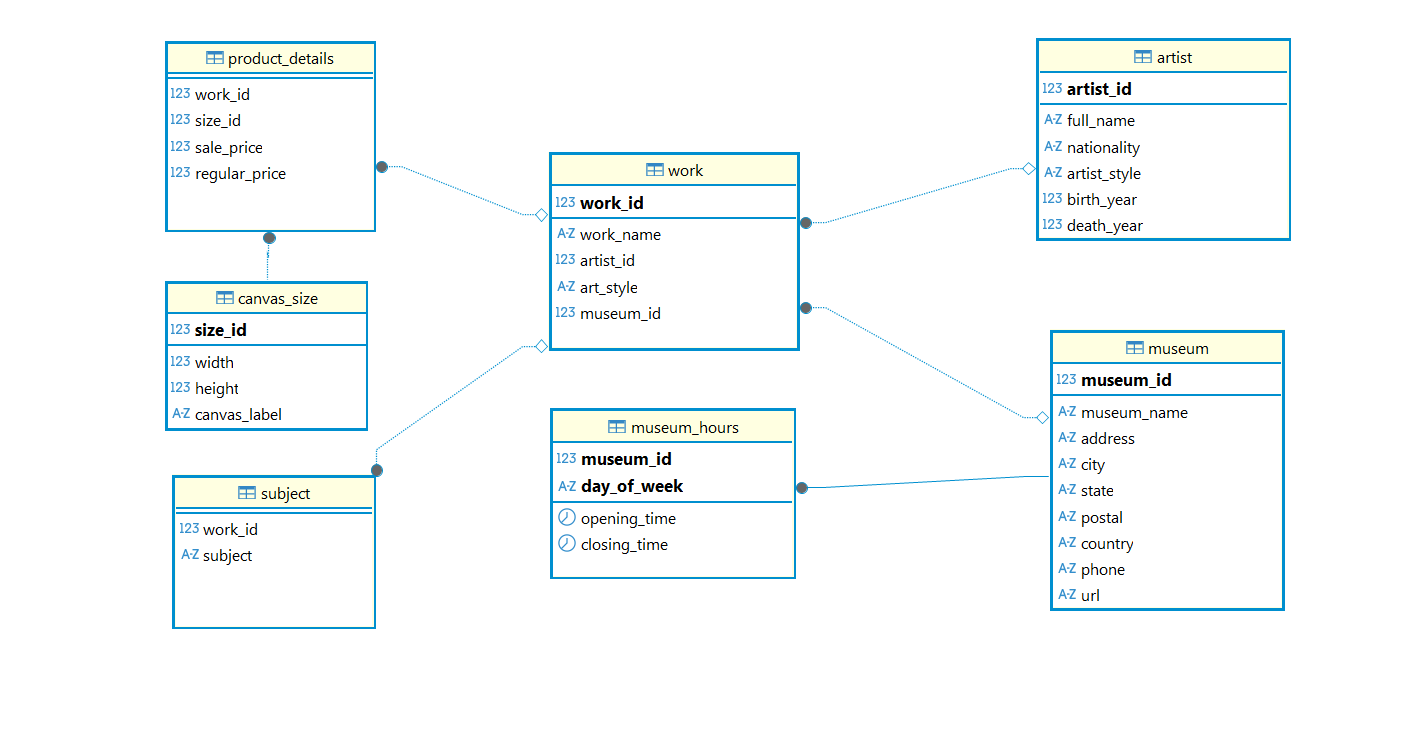 product_details
123 work_id
123 size_id
123 sale_price
123 regular_price
artist
123 artist_id
A-Z full_name
A-Z nationality
A-Z artist_style
123 birth_year
123 death_year
work
123 work_id
A-Z work_name
123 artist_id
A-Z art_style
123 museum_id
canvas_size
123 size_id
123 width
123 height
A-Z canvas_label
museum
123 museum_id
A-Z museum_name
A-Z address
A-Z city
A-Z state
A-Z postal
A-Z country
A-Z phone
A-Z url
museum_hours
123 museum_id
A-Z day_of_week
opening_time
closing_time
subject
123 work_id
A-Z subject